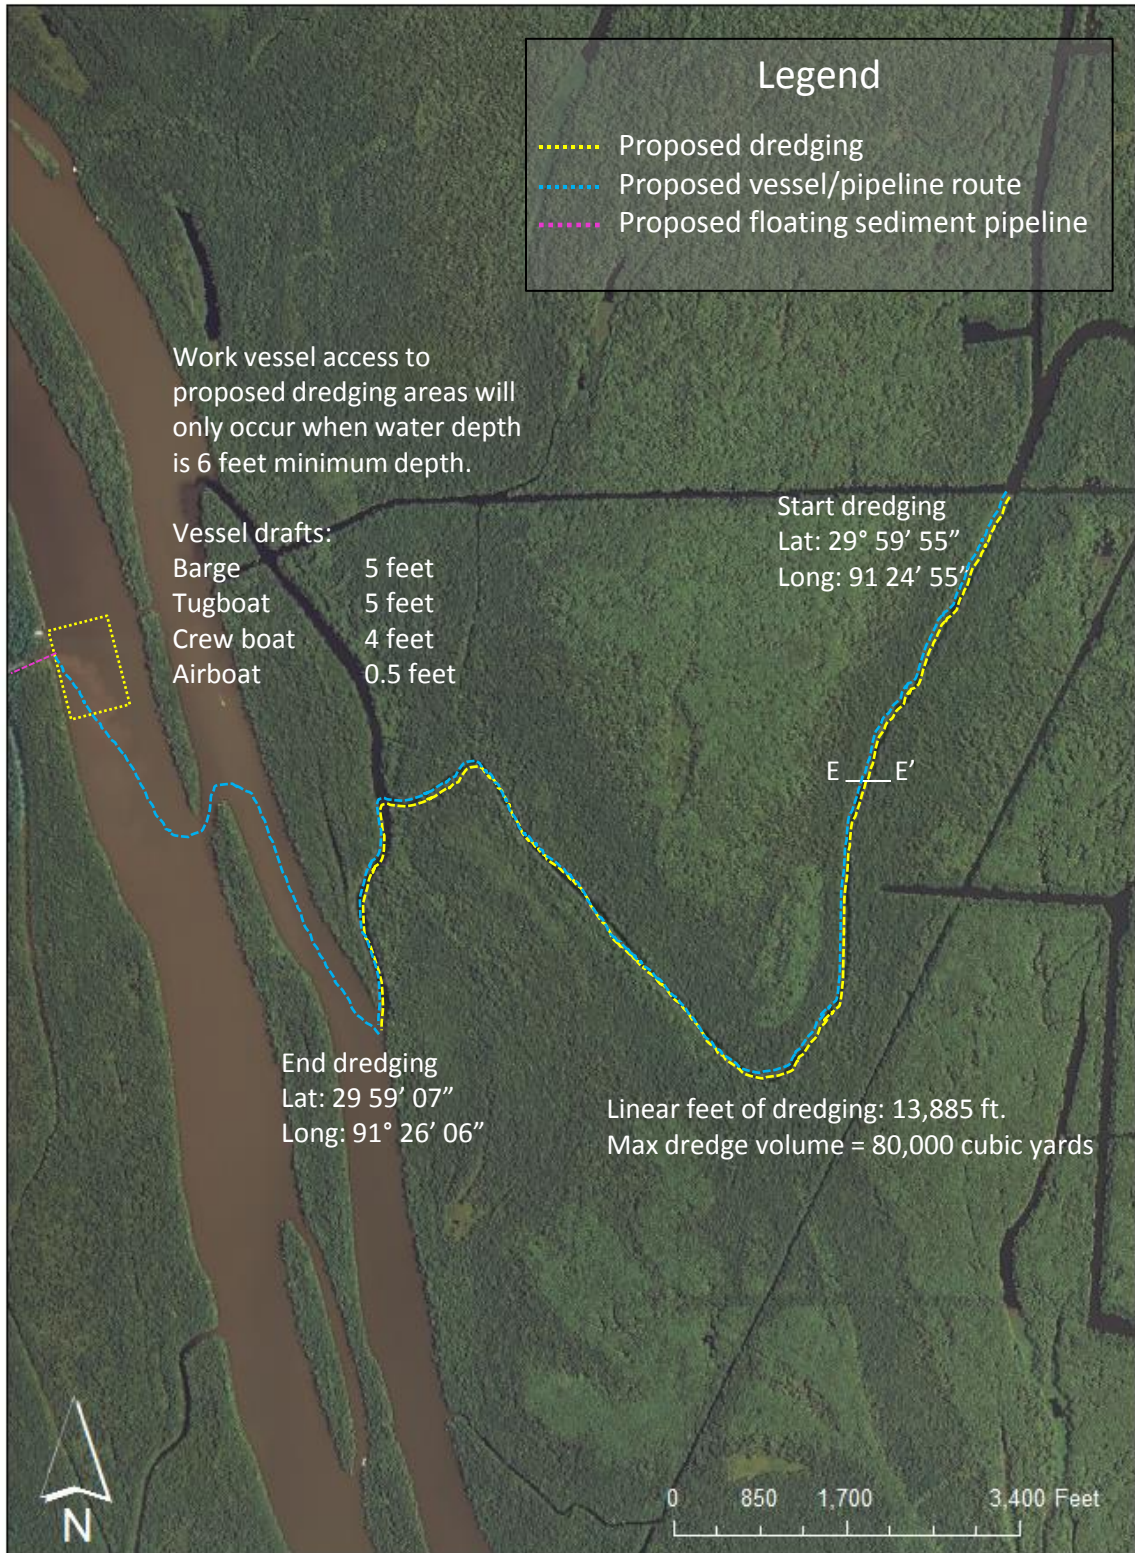 Legend
Proposed dredging
Proposed vessel/pipeline route
Proposed floating sediment pipeline
Work vessel access to
proposed dredging areas will
only occur when water depth
is 6 feet minimum depth.
Vessel drafts:
Barge 5 feet
Tugboat 5 feet
Crew boat 4 feet
Airboat 0.5 feet
Start dredging
Lat: 29° 59’ 55”
Long: 91 24’ 55”
E E’
End dredging
Lat: 29 59’ 07”
Long: 91° 26’ 06”
Linear feet of dredging: 13,885 ft.
Max dredge volume = 80,000 cubic yards
N
0 850 1,700 3,400 Feet